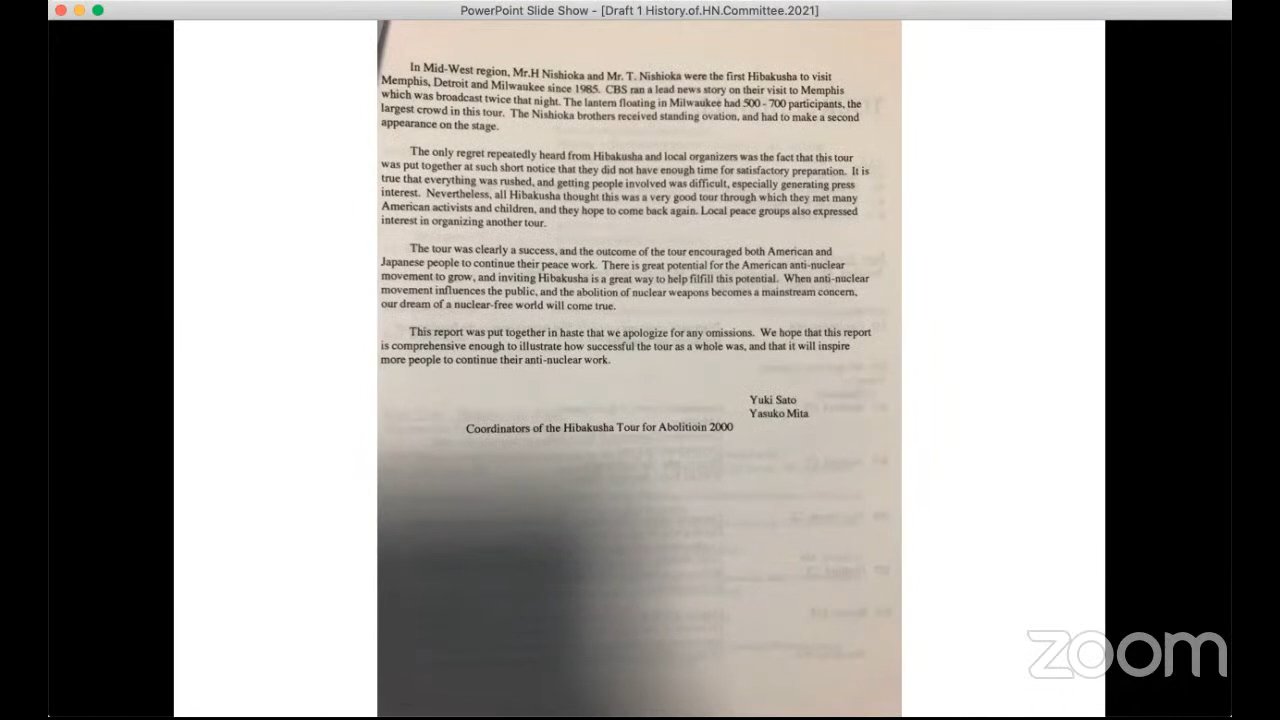 PowerPoint Slide Show - [Draft 1 History.of.HN.Committee.2021]
In Mid-West region, Mr.H Nishioka and Mr. T. Nishioka were the first Hibakusha to visit
Memphis, Detroit and Milwaukee since 1985. CBS ran a lead news story on their visit to Memphis
which was broadcast twice that night. The lantern floating in Milwaukee had 500 - 700 participants, the
largest crowd in this tour. The Nishioka brothers received standing ovation, and had to make a second
appearance on the stage.
The only regret repeatedly heard from Hibakusha and local organizers was the fact that this tour
was put together at such short notice that they did not have enough time for satisfactory preparation. It is
true that everything was rushed, and getting people involved was difficult, especially generating press
interest. Nevertheless, all Hibakusha thought this was a very good tour through which they met many
American activists and children, and they hope to come back again. Local peace groups also expressed
interest in organizing another tour.
The tour was clearly a success, and the outcome of the tour encouraged both American and
Japanese people to continue their peace work. There is great potential for the American anti-nuclear
movement to grow, and inviting Hibakusha is a great way to help filfill this potential. When anti-nuclear
movement influences the public, and the abolition of nuclear weapons becomes a mainstream concern,
our dream of a nuclear-free world will come true.
This report was put together in haste that we apologize for any omissions. We hope that this report
is comprehensive enough to illustrate how successful the tour as a whole was, and that it will inspire
more people to continue their anti-nuclear work.
Yuki Sato
Yasuko Mita
Coordinators of the Hibakusha Tour for Abolitioin 2000
zoom